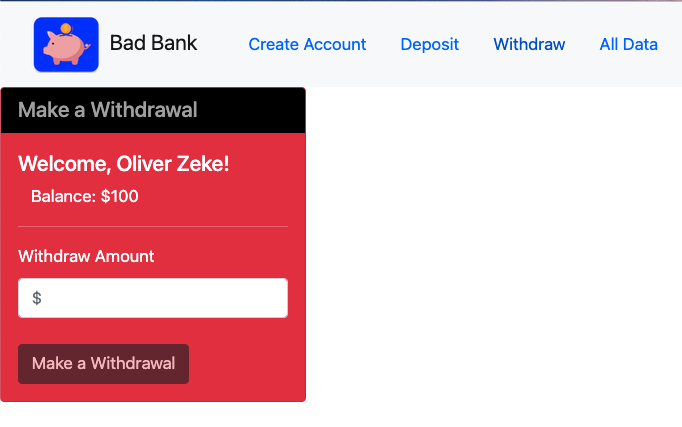 Bad Bank Create Account Deposit Withdraw All Data
Make a Withdrawal
Welcome, Oliver Zeke!
Balance: $100
Withdraw Amount
$
Make a Withdrawal